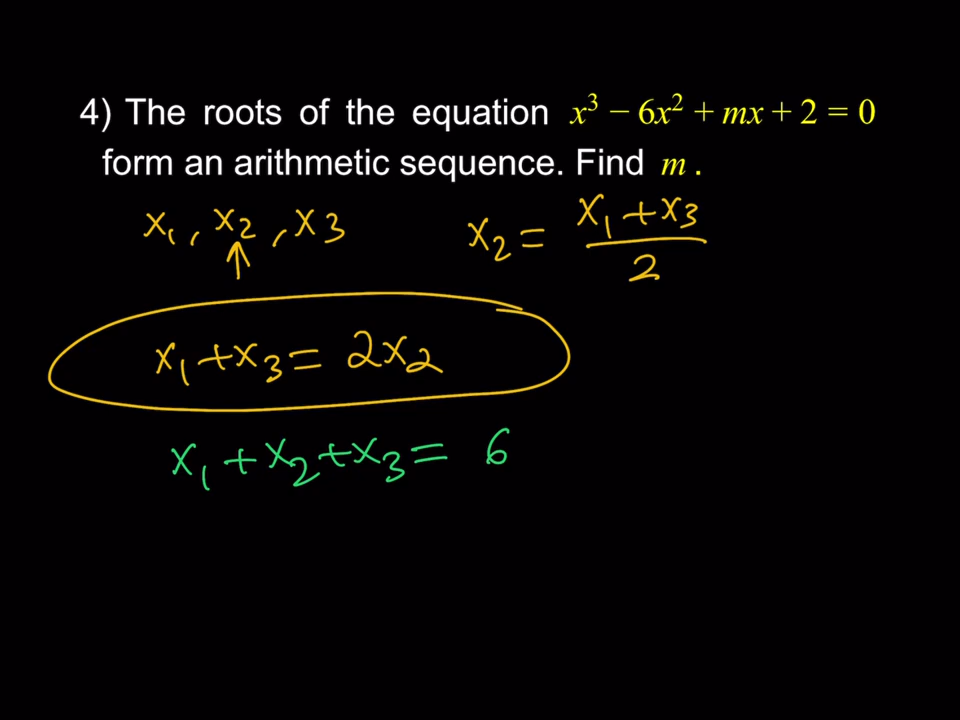 4) The roots of the equation x³ − 6x² + mx + 2 = 0
form an arithmetic sequence. Find m .
x₁ , x₂ , x₃    x₂ = (x₁ + x₃)/2
x₁ + x₃ = 2x₂
x₁ + x₂ + x₃ = 6